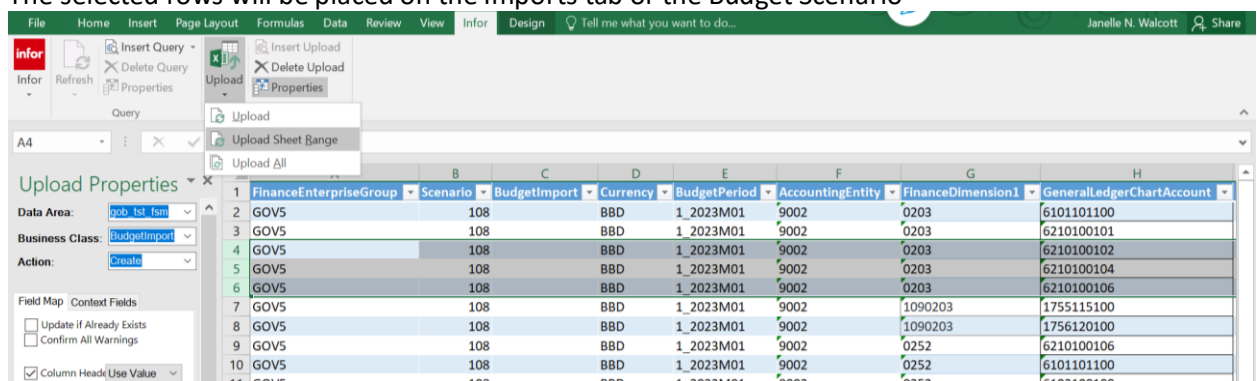 The selected rows will be placed on the Imports tab of the Budget Scenario
File Home Insert Page Layout Formulas Data Review View Infor Design Tell me what you want to do... Janelle N. Walcott Share
infor
Insert Query
Insert Upload
Delete Query
Delete Upload
Infor Refresh Properties Upload Properties
Query
Upload
A4
Upload Sheet Range
Upload All
Upload Properties
A B C D E F G H
1 FinanceEnterpriseGroup Scenario BudgetImport Currency BudgetPeriod AccountingEntity FinanceDimension1 GeneralLedgerChartAccount
Data Area: gob_tst_fsm
2 GOV5 108 BBD 1_2023M01 9002 0203 6101101100
Business Class: BudgetImport
3 GOV5 108 BBD 1_2023M01 9002 0203 6210100101
Action: Create
4 GOV5 108 BBD 1_2023M01 9002 0203 6210100102
5 GOV5 108 BBD 1_2023M01 9002 0203 6210100104
6 GOV5 108 BBD 1_2023M01 9002 0203 6210100106
Field Map Context Fields
7 GOV5 108 BBD 1_2023M01 9002 1090203 1755115100
Update if Already Exists
8 GOV5 108 BBD 1_2023M01 9002 1090203 1756120100
Confirm All Warnings
9 GOV5 108 BBD 1_2023M01 9002 0252 6210100106
Column Heade Use Value
10 GOV5 108 BBD 1_2023M01 9002 0252 6101101100